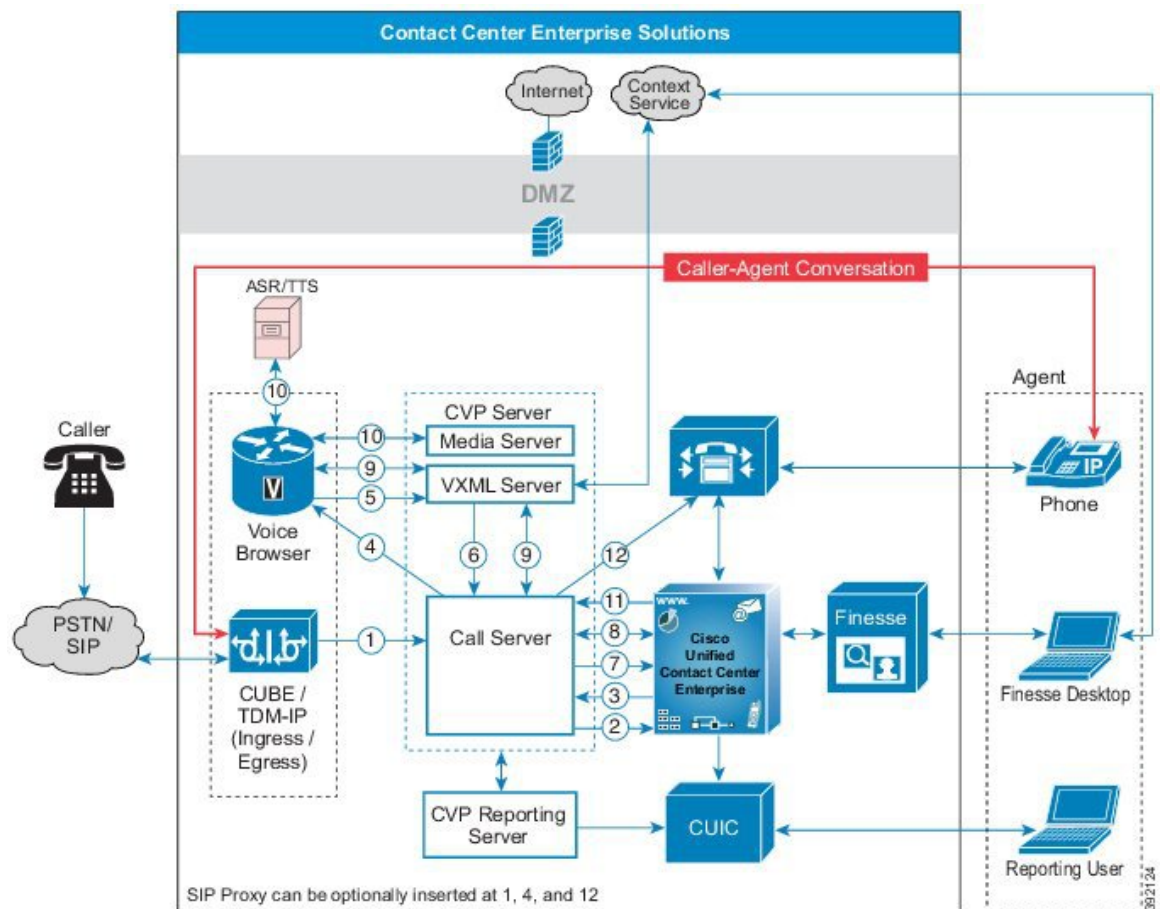 Contact Center Enterprise Solutions
Internet
Context
Service
DMZ
Caller-Agent Conversation
ASR/TTS
10
Agent
Caller
CVP Server
10
Media Server
9
VXML Server
5
V
Voice
Browser
4
6
9
12
IP
Phone
PSTN/
SIP
1
Call Server
11
8
7
3
2
www.
@
Cisco
Unified
Contact Center
Enterprise
Finesse
Finesse Desktop
CUBE /
TDM-IP
(Ingress /
Egress)
CVP Reporting
Server
CUIC
Reporting User
SIP Proxy can be optionally inserted at 1, 4, and 12
392124